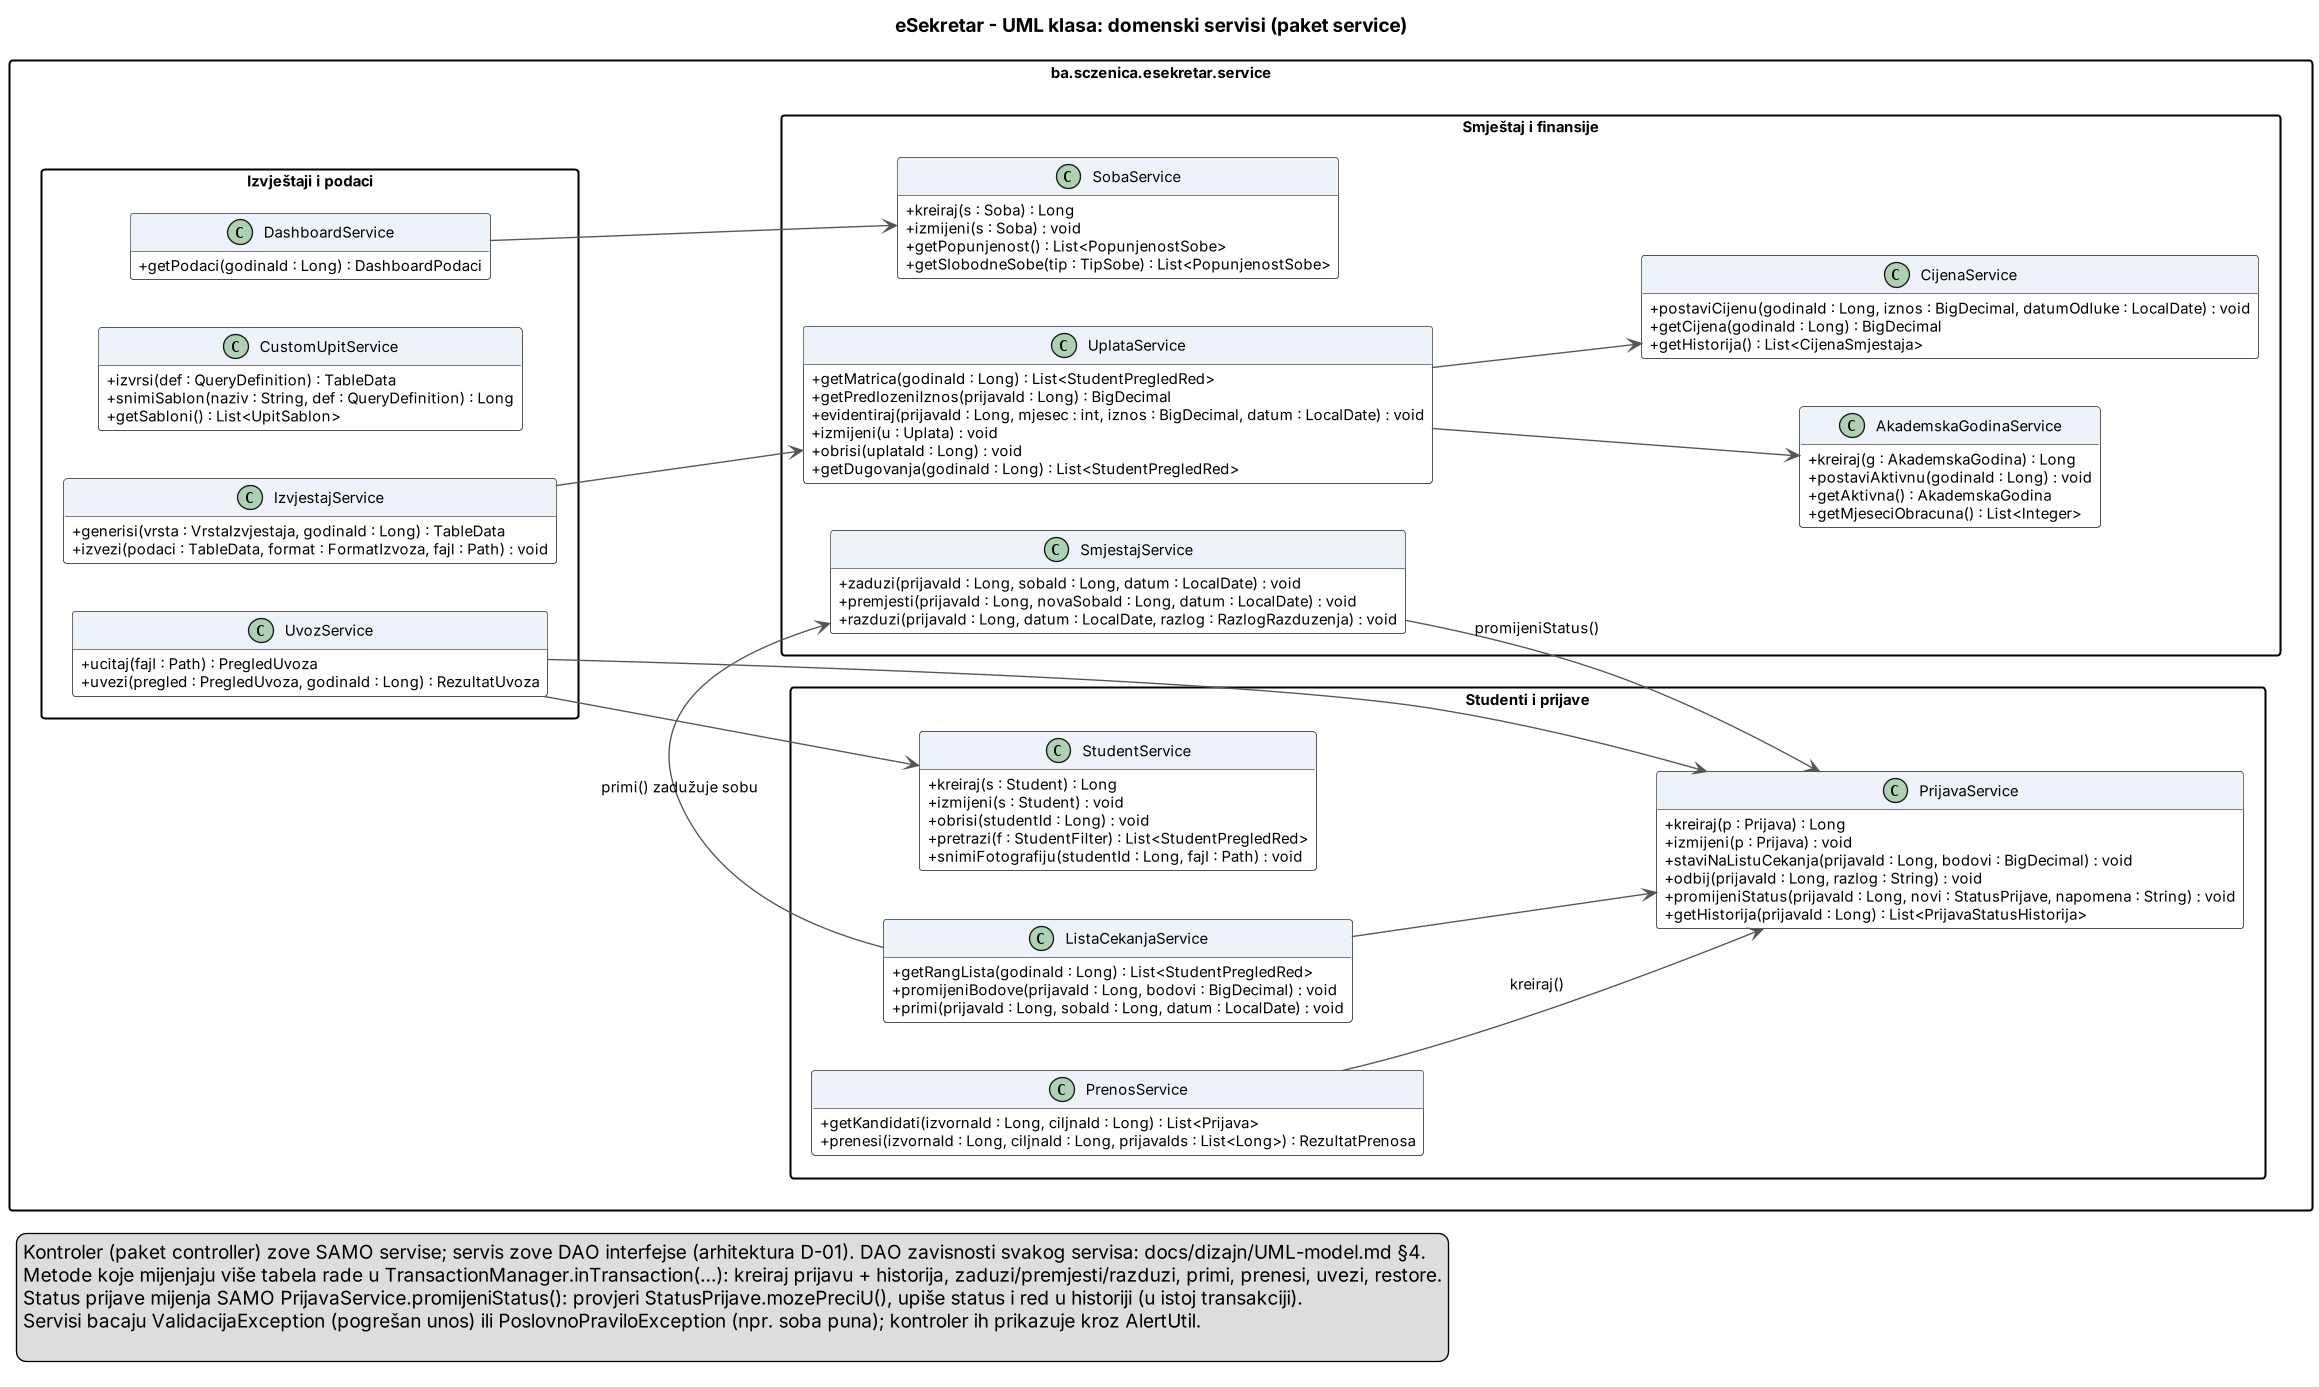 eSekretar - UML klasa: domenski servisi (paket service)
ba.sczenica.esekretar.service
Izvještaji i podaci
C DashboardService
+getPodaci(godinaId : Long) : DashboardPodaci
C CustomUpitService
+izvrsi(def : QueryDefinition) : TableData
+snimiSablon(naziv : String, def : QueryDefinition) : Long
+getSabloni() : List<UpitSablon>
C IzvjestajService
+generisi(vrsta : VrstaIzvjestaja, godinaId : Long) : TableData
+izvezi(podaci : TableData, format : FormatIzvoza, fajl : Path) : void
C UvozService
+ucitaj(fajl : Path) : PregledUvoza
+uvezi(pregled : PregledUvoza, godinaId : Long) : RezultatUvoza
Smještaj i finansije
C SobaService
+kreiraj(s : Soba) : Long
+izmijeni(s : Soba) : void
+getPopunjenost() : List<PopunjenostSobe>
+getSlobodneSobe(tip : TipSobe) : List<PopunjenostSobe>
C UplataService
+getMatrica(godinaId : Long) : List<StudentPregledRed>
+getPredlozeniIznos(prijavaId : Long) : BigDecimal
+evidentiraj(prijavaId : Long, mjesec : int, iznos : BigDecimal, datum : LocalDate) : void
+izmijeni(u : Uplata) : void
+obrisi(uplataId : Long) : void
+getDugovanja(godinaId : Long) : List<StudentPregledRed>
C CijenaService
+postaviCijenu(godinaId : Long, iznos : BigDecimal, datumOdluke : LocalDate) : void
+getCijena(godinaId : Long) : BigDecimal
+getHistorija() : List<CijenaSmjestaja>
C AkademskaGodinaService
+kreiraj(g : AkademskaGodina) : Long
+postaviAktivnu(godinaId : Long) : void
+getAktivna() : AkademskaGodina
+getMjeseciObracuna() : List<Integer>
C SmjestajService
+zaduzi(prijavaId : Long, sobaId : Long, datum : LocalDate) : void
+premjesti(prijavaId : Long, novaSobaId : Long, datum : LocalDate) : void
+razduzi(prijavaId : Long, datum : LocalDate, razlog : RazlogRazduzenja) : void
promijeniStatus()
Studenti i prijave
C StudentService
+kreiraj(s : Student) : Long
+izmijeni(s : Student) : void
+obrisi(studentId : Long) : void
+pretrazi(f : StudentFilter) : List<StudentPregledRed>
+snimiFotografiju(studentId : Long, fajl : Path) : void
primi() zadužuje sobu
C PrijavaService
+kreiraj(p : Prijava) : Long
+izmijeni(p : Prijava) : void
+staviNaListuCekanja(prijavaId : Long, bodovi : BigDecimal) : void
+odbij(prijavaId : Long, razlog : String) : void
+promijeniStatus(prijavaId : Long, novi : StatusPrijave, napomena : String) : void
+getHistorija(prijavaId : Long) : List<PrijavaStatusHistorija>
C ListaCekanjaService
+getRangLista(godinaId : Long) : List<StudentPregledRed>
+promijeniBodove(prijavaId : Long, bodovi : BigDecimal) : void
+primi(prijavaId : Long, sobaId : Long, datum : LocalDate) : void
kreiraj()
C PrenosService
+getKandidati(izvornaId : Long, ciljnaId : Long) : List<Prijava>
+prenesi(izvornaId : Long, ciljnaId : Long, prijavaIds : List<Long>) : RezultatPrenosa
Kontroler (paket controller) zove SAMO servise; servis zove DAO interfejse (arhitektura D-01). DAO zavisnosti svakog servisa: docs/dizajn/UML-model.md §4.
Metode koje mijenjaju više tabela rade u TransactionManager.inTransaction(...): kreiraj prijavu + historija, zaduzi/premjesti/razduzi, primi, prenesi, uvezi, restore.
Status prijave mijenja SAMO PrijavaService.promijeniStatus(): provjeri StatusPrijave.mozePreciU(), upiše status i red u historiji (u istoj transakciji).
Servisi bacaju ValidacijaException (pogrešan unos) ili PoslovnoPraviloException (npr. soba puna); kontroler ih prikazuje kroz AlertUtil.